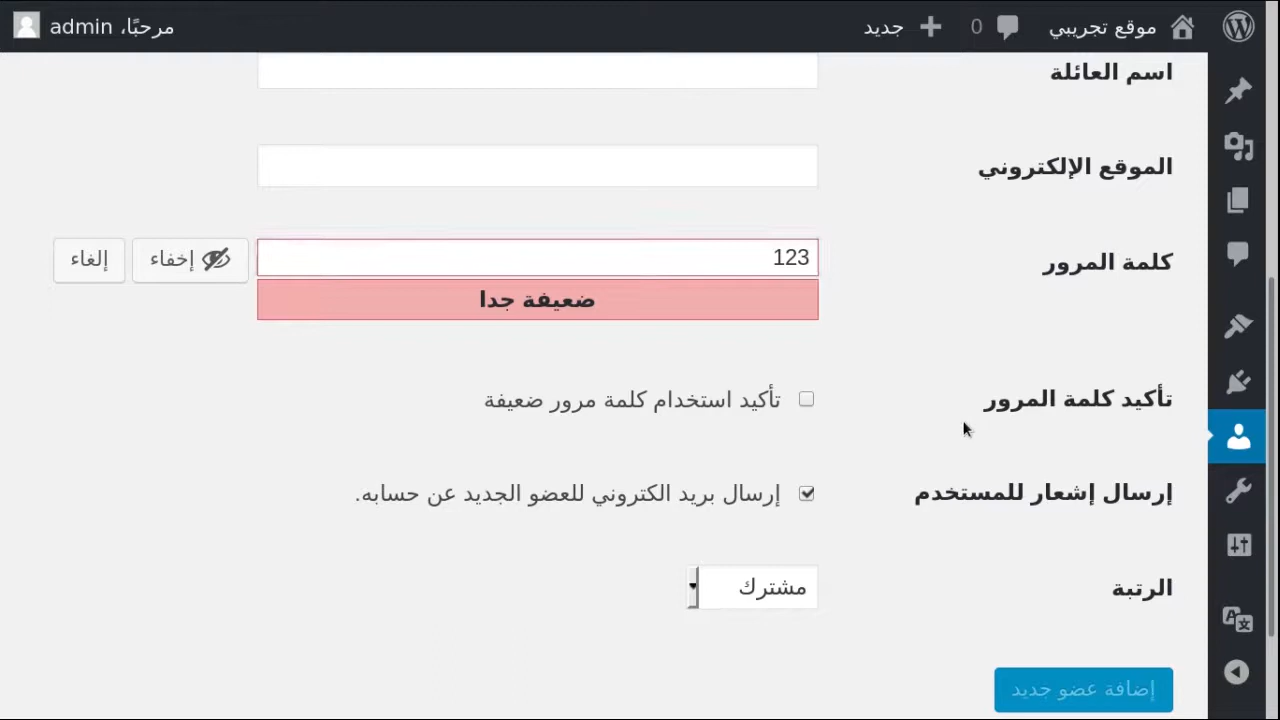 موقع تجريبي 0 جديد مرحبًا، admin
اسم العائلة
الموقع الإلكتروني
كلمة المرور 123 إخفاء إلغاء
ضعيفة جدا
تأكيد كلمة المرور تأكيد استخدام كلمة مرور ضعيفة
إرسال إشعار للمستخدم إرسال بريد الكتروني للعضو الجديد عن حسابه.
الرتبة مشترك
إضافة عضو جديد